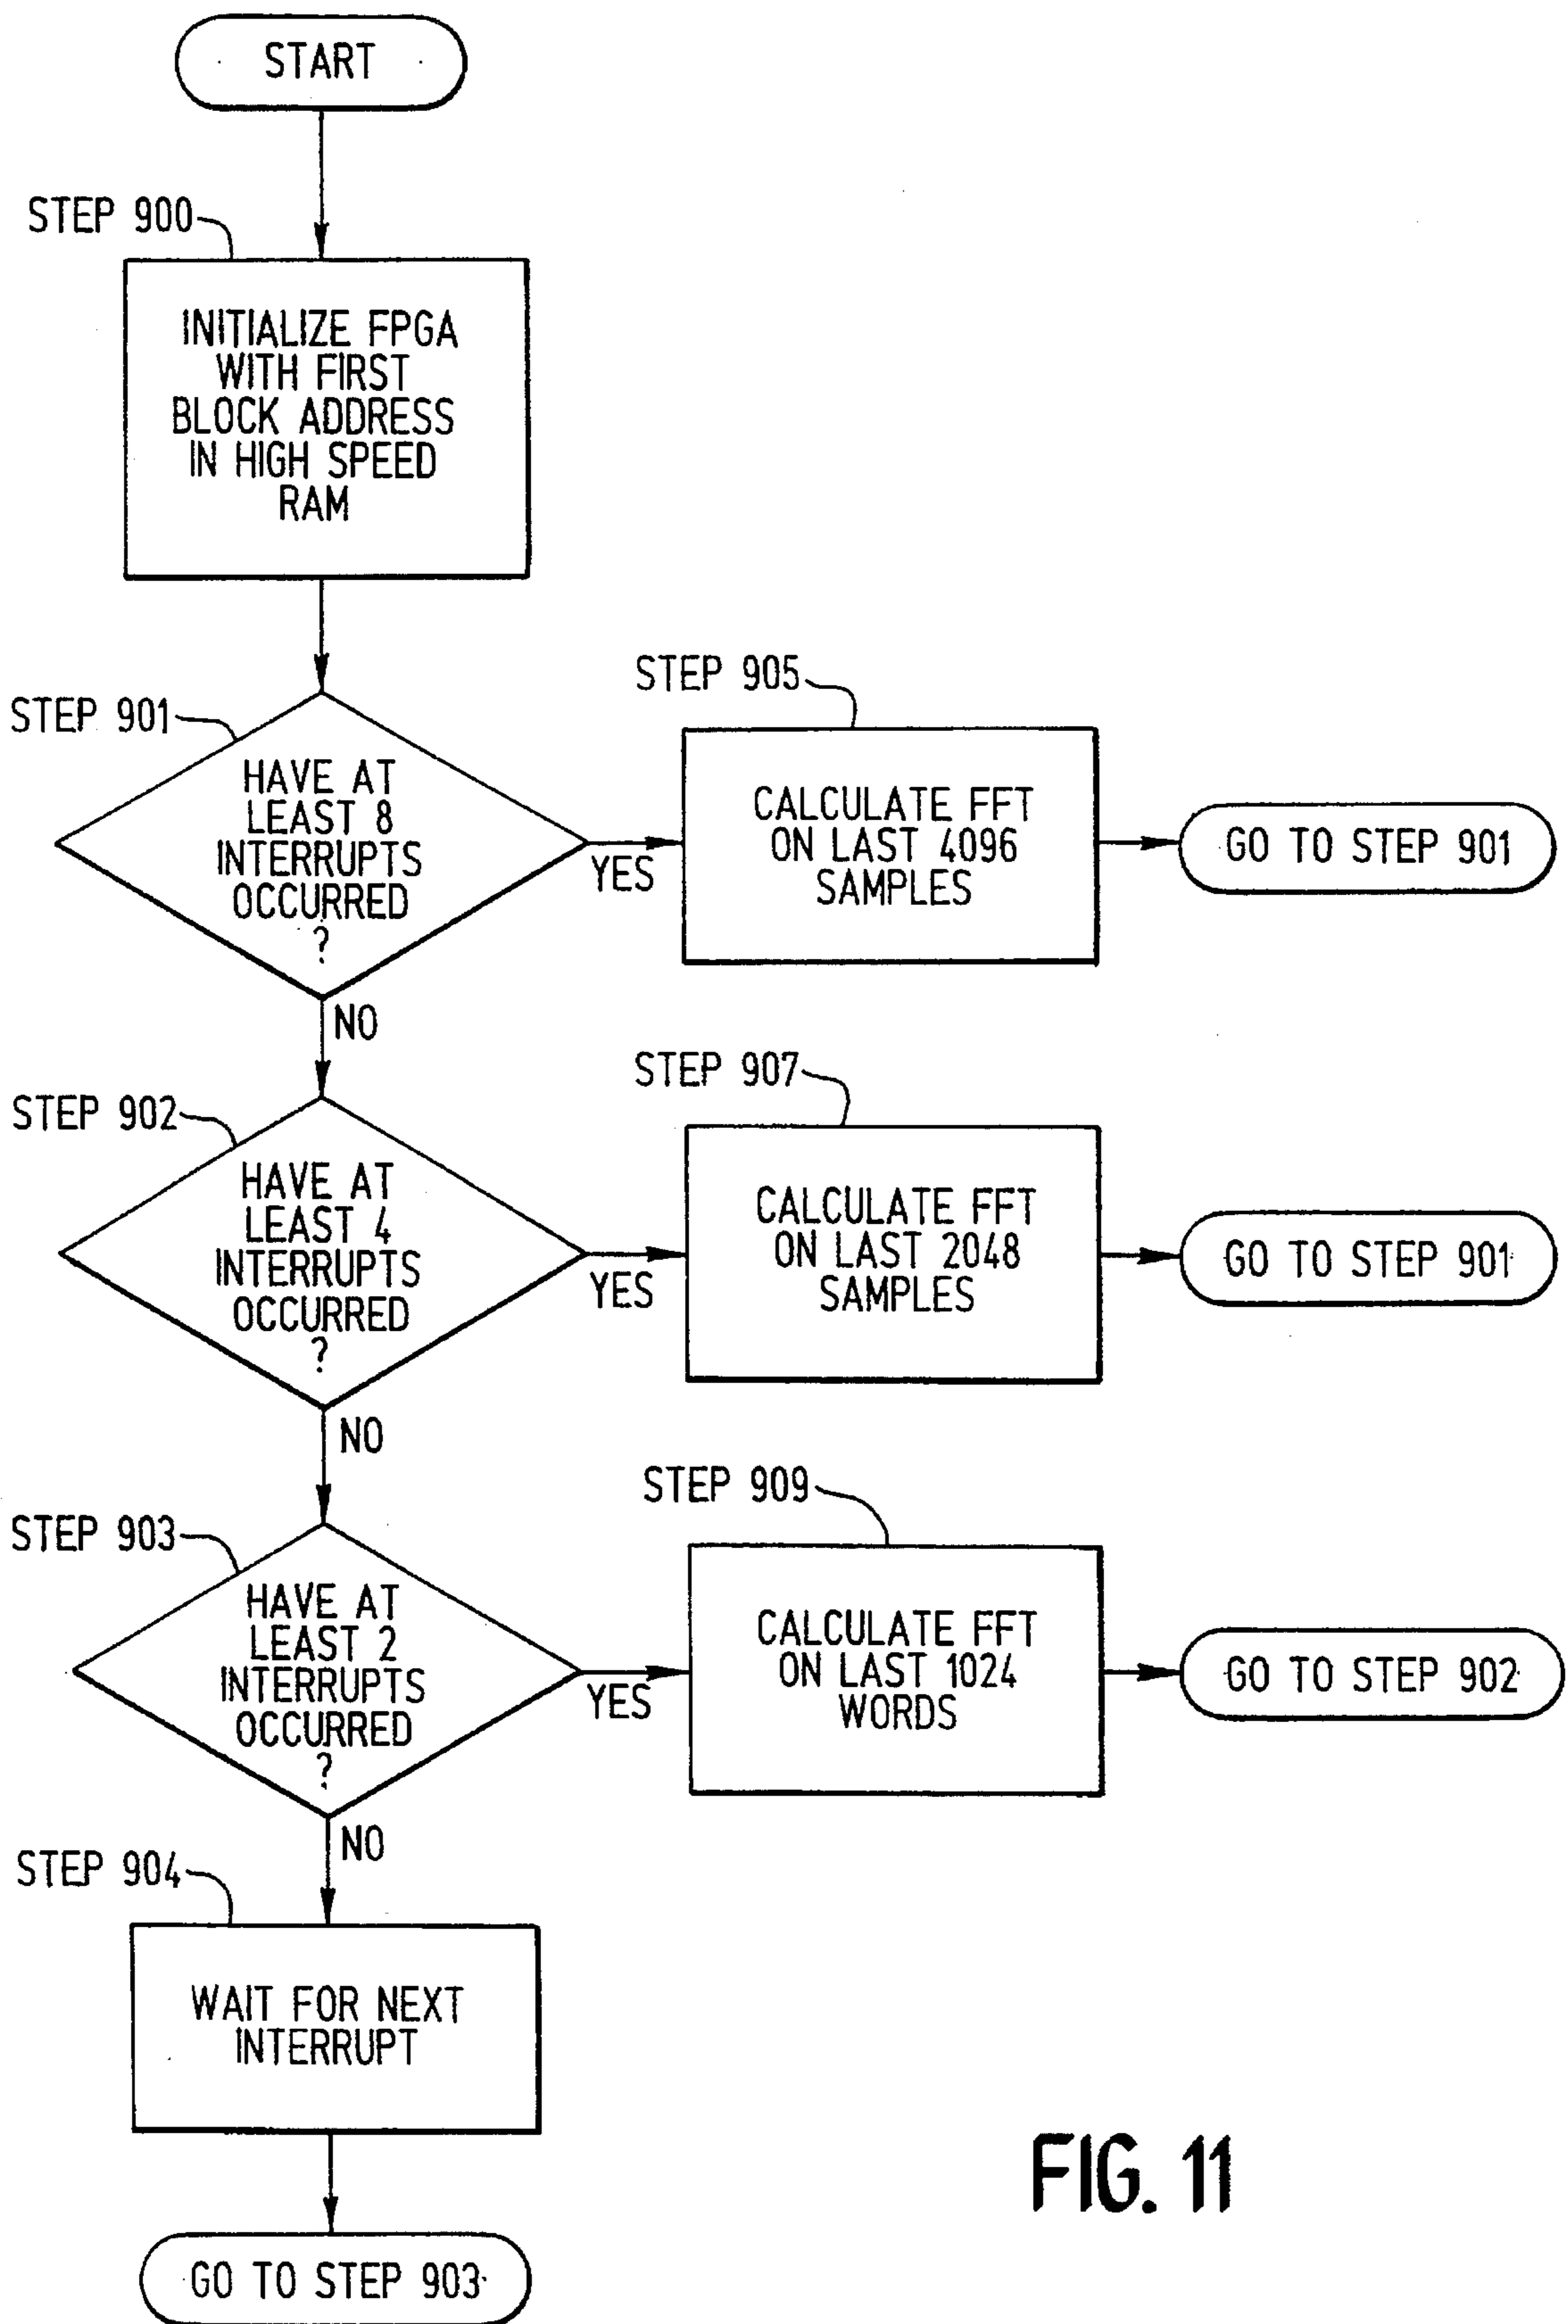 START
STEP 900
INITIALIZE FPGA
WITH FIRST
BLOCK ADDRESS
IN HIGH SPEED
RAM
STEP 901
HAVE AT
LEAST 8
INTERRUPTS
OCCURRED
?
YES
NO
STEP 905
CALCULATE FFT
ON LAST 4096
SAMPLES
GO TO STEP 901
STEP 902
HAVE AT
LEAST 4
INTERRUPTS
OCCURRED
?
YES
NO
STEP 907
CALCULATE FFT
ON LAST 2048
SAMPLES
GO TO STEP 901
STEP 903
HAVE AT
LEAST 2
INTERRUPTS
OCCURRED
?
YES
NO
STEP 909
CALCULATE FFT
ON LAST 1024
WORDS
GO TO STEP 902
STEP 904
WAIT FOR NEXT
INTERRUPT
GO TO STEP 903
FIG. 11